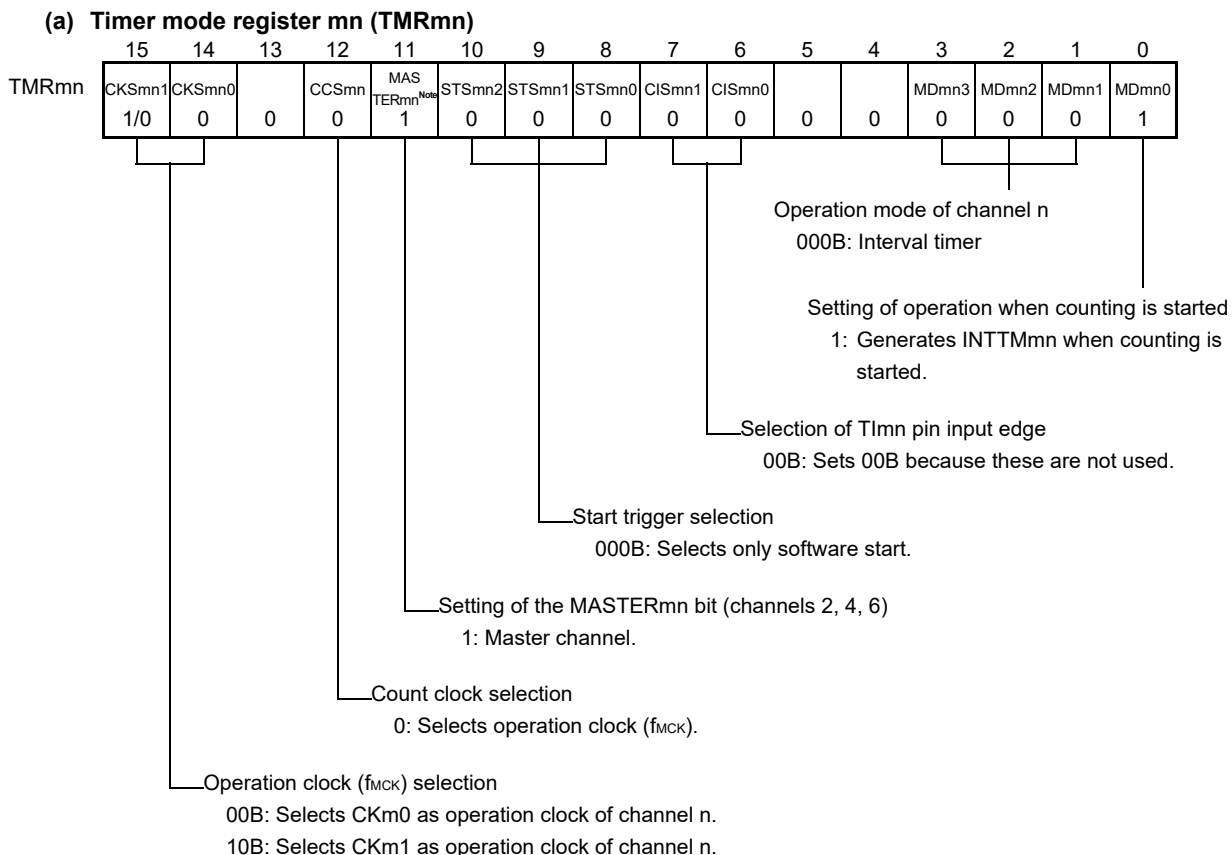 (a) Timer mode register mn (TMRmn)
15 14 13 12 11 10 9 8 7 6 5 4 3 2 1 0
TMRmn CKSmn1 CKSmn0 CCSmn MAS TERmnNote STSmn2 STSmn1 STSmn0 CISmn1 CISmn0 MDmn3 MDmn2 MDmn1 MDmn0
1/0 0 0 0 1 0 0 0 0 0 0 0 0 0 0 1
Operation mode of channel n
000B: Interval timer
Setting of operation when counting is started
1: Generates INTTMmn when counting is
started.
Selection of TImn pin input edge
00B: Sets 00B because these are not used.
Start trigger selection
000B: Selects only software start.
Setting of the MASTERmn bit (channels 2, 4, 6)
1: Master channel.
Count clock selection
0: Selects operation clock (fMCK).
Operation clock (fMCK) selection
00B: Selects CKm0 as operation clock of channel n.
10B: Selects CKm1 as operation clock of channel n.